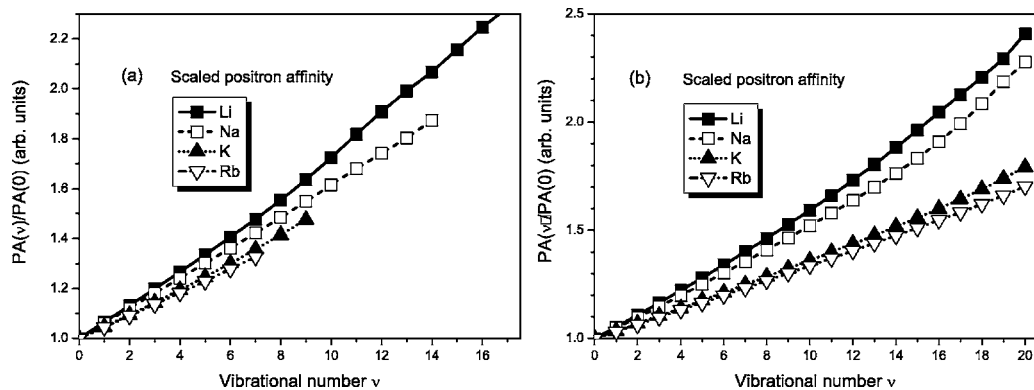 (a) Scaled positron affinity
Li
Na
K
Rb
PA(ν)/PA(0) (arb. units)
2.2
2.0
1.8
1.6
1.4
1.2
1.0
0 2 4 6 8 10 12 14 16
Vibrational number ν
(b) Scaled positron affinity
Li
Na
K
Rb
PA(ν□/PA(0) (arb. units)
2.5
2.0
1.5
1.0
0 2 4 6 8 10 12 14 16 18 20
Vibrational number ν